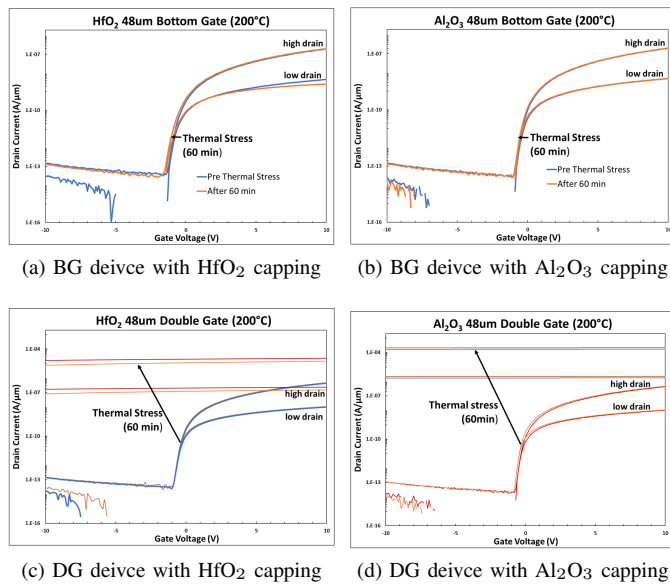 HfO2 48um Bottom Gate (200°C)
1.E-07
1.E-10
1.E-13
1.E-16
Drain Current (A/μm)
high drain
low drain
Thermal Stress
(60 min)
Pre Thermal Stress
After 60 min
-10 -5 0 5 10
Gate Voltage (V)
(a) BG deivce with HfO2 capping
Al2O3 48um Bottom Gate (200°C)
1.E-07
1.E-10
1.E-13
1.E-16
Drain Current (A/μm)
high drain
low drain
Thermal Stress
(60 min)
Pre Thermal Stress
After 60 min
-10 -5 0 5 10
Gate Voltage (V)
(b) BG deivce with Al2O3 capping
HfO2 48um Double Gate (200°C)
1.E-04
1.E-07
1.E-10
1.E-13
1.E-16
Drain Current (A/μm)
high drain
low drain
Thermal Stress
(60 min)
-10 -5 0 5 10
Gate Voltage (V)
(c) DG deivce with HfO2 capping
Al2O3 48um Double Gate (200°C)
1.E-04
1.E-07
1.E-10
1.E-13
1.E-16
Drain Current (A/μm)
high drain
low drain
Thermal stress
(60min)
-10 -5 0 5 10
Gate Voltage (V)
(d) DG deivce with Al2O3 capping